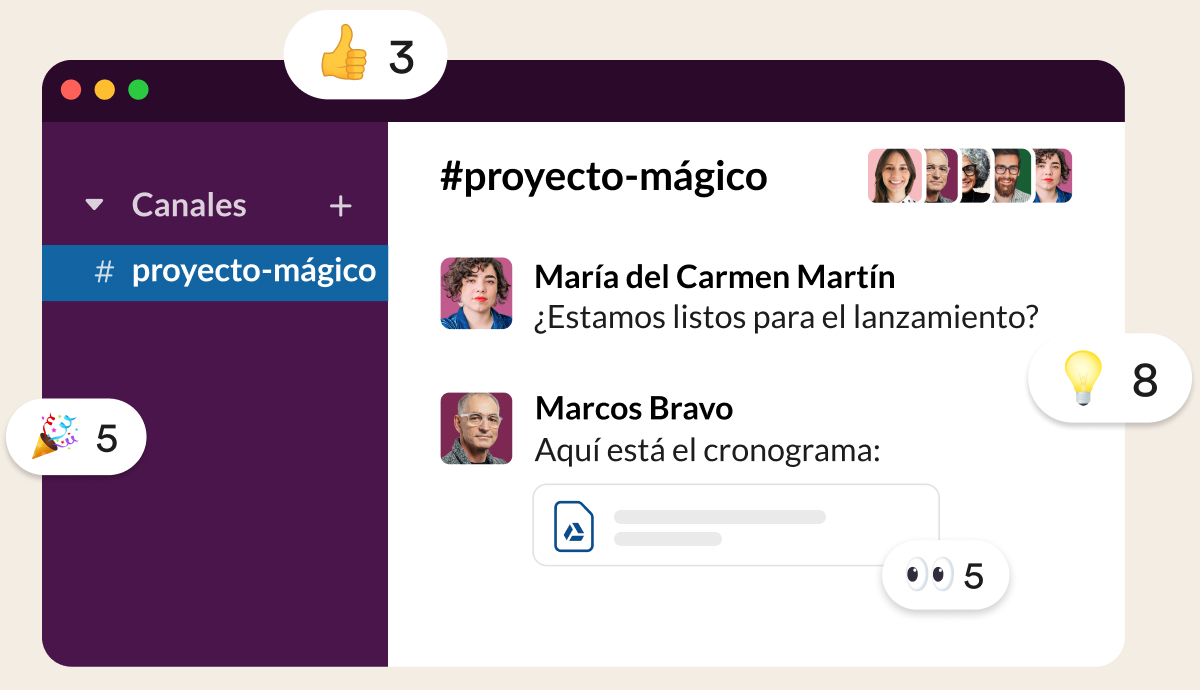 👍 3
Canales +
# proyecto-mágico
#proyecto-mágico
María del Carmen Martín
¿Estamos listos para el lanzamiento?
💡 8
🎉 5
Marcos Bravo
Aquí está el cronograma:
👀 5